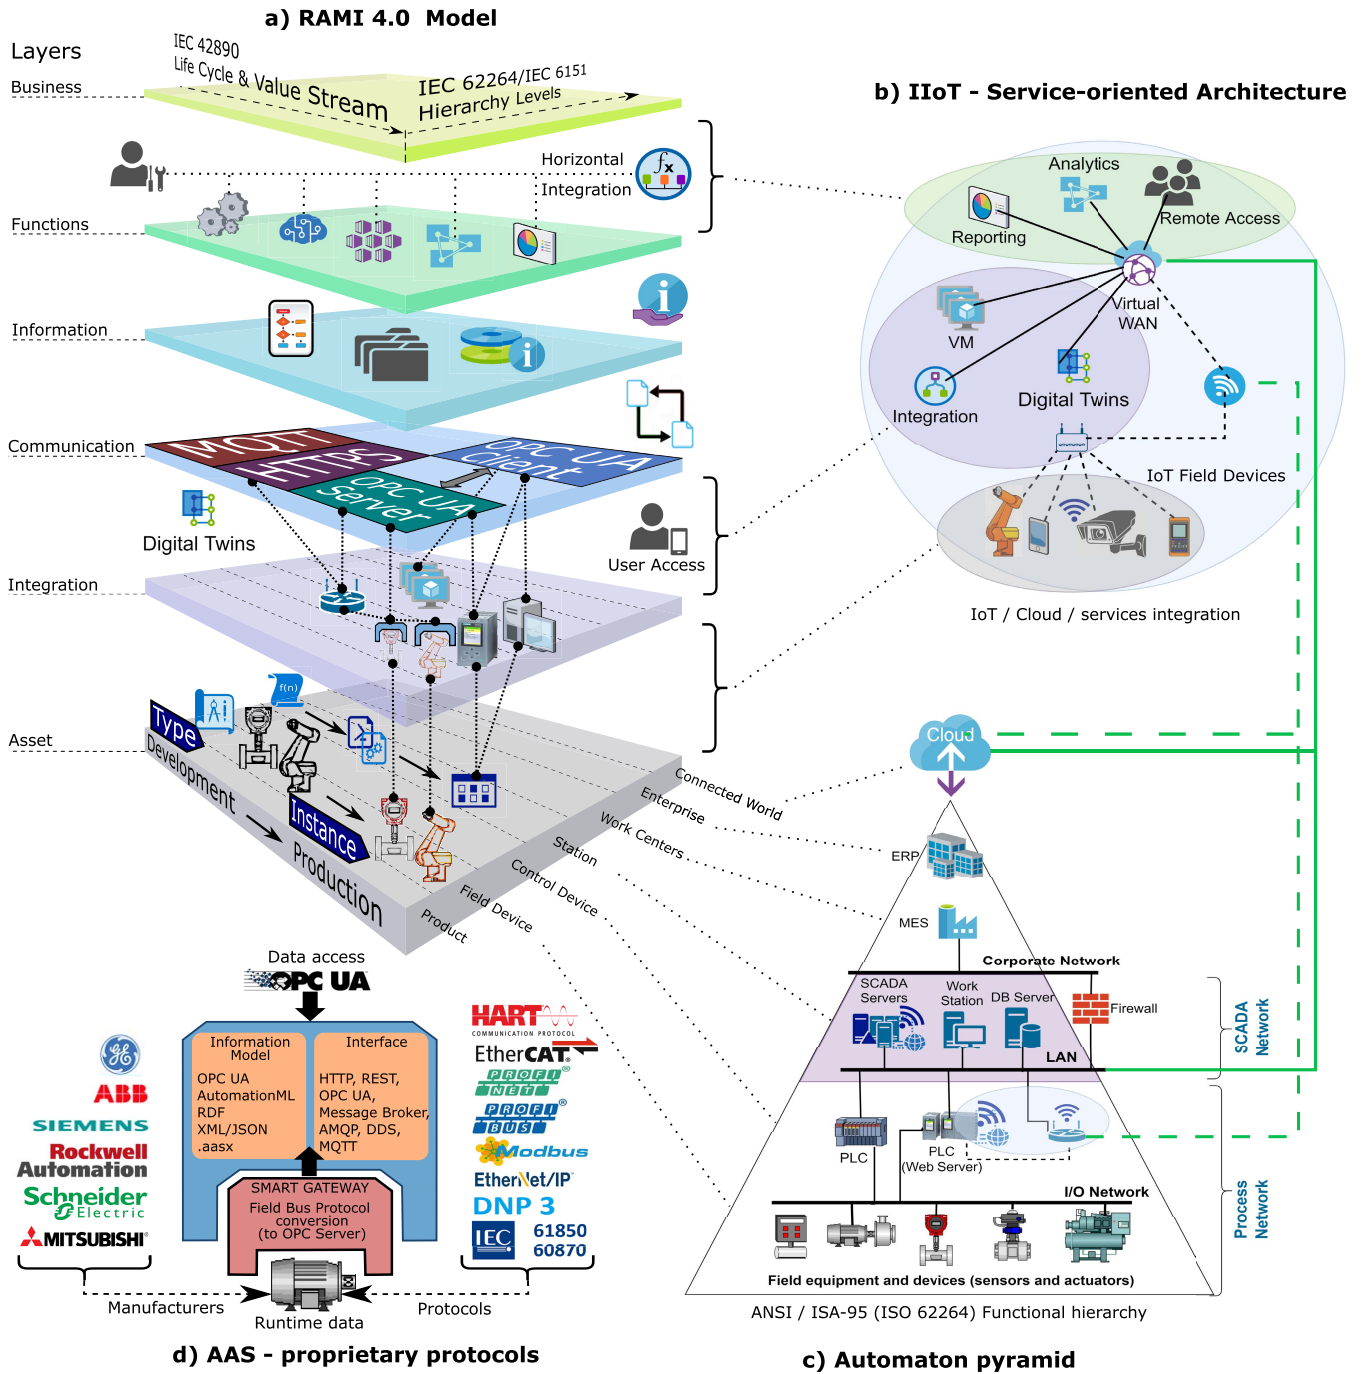 a) RAMI 4.0  Model
Layers
IEC 42890
Life Cycle & Value Stream
IEC 62264/IEC 6151
Hierarchy Levels
Business
Horizontal
Integration
fx
Functions
Information
Communication
MQTT
HTTPS
OPC UA
Client
OPC UA
Server
Digital Twins
User Access
Integration
f(n)
Asset
Type
Development
Instance
Production
Connected World
Enterprise
Work Centers
Station
Control Device
Field Device
Product
b) IIoT - Service-oriented Architecture
Analytics
Remote Access
Reporting
Virtual
WAN
VM
Digital Twins
Integration
IoT Field Devices
IoT / Cloud / services integration
Cloud
ERP
MES
Corporate Network
SCADA
Servers
Work
Station
DB Server
Firewall
LAN
SCADA
Network
PLC
PLC
(Web Server)
I/O Network
Process
Network
Field equipment and devices (sensors and actuators)
ANSI / ISA-95 (ISO 62264) Functional hierarchy
c) Automaton pyramid
Data access
OPC UA
Information
Model
OPC UA
AutomationML
RDF
XML/JSON
.aasx
Interface
HTTP, REST,
OPC UA,
Message Broker,
AMQP, DDS,
MQTT
SMART GATEWAY
Field Bus Protocol
conversion
(to OPC Server)
GE
ABB
SIEMENS
Rockwell
Automation
Schneider
Electric
MITSUBISHI
Manufacturers
HART
COMMUNICATION PROTOCOL
EtherCAT
PROFI
NET
PROFI
BUS
Modbus
EtherNet/IP
DNP 3
IEC
61850
60870
Protocols
Runtime data
d) AAS - proprietary protocols